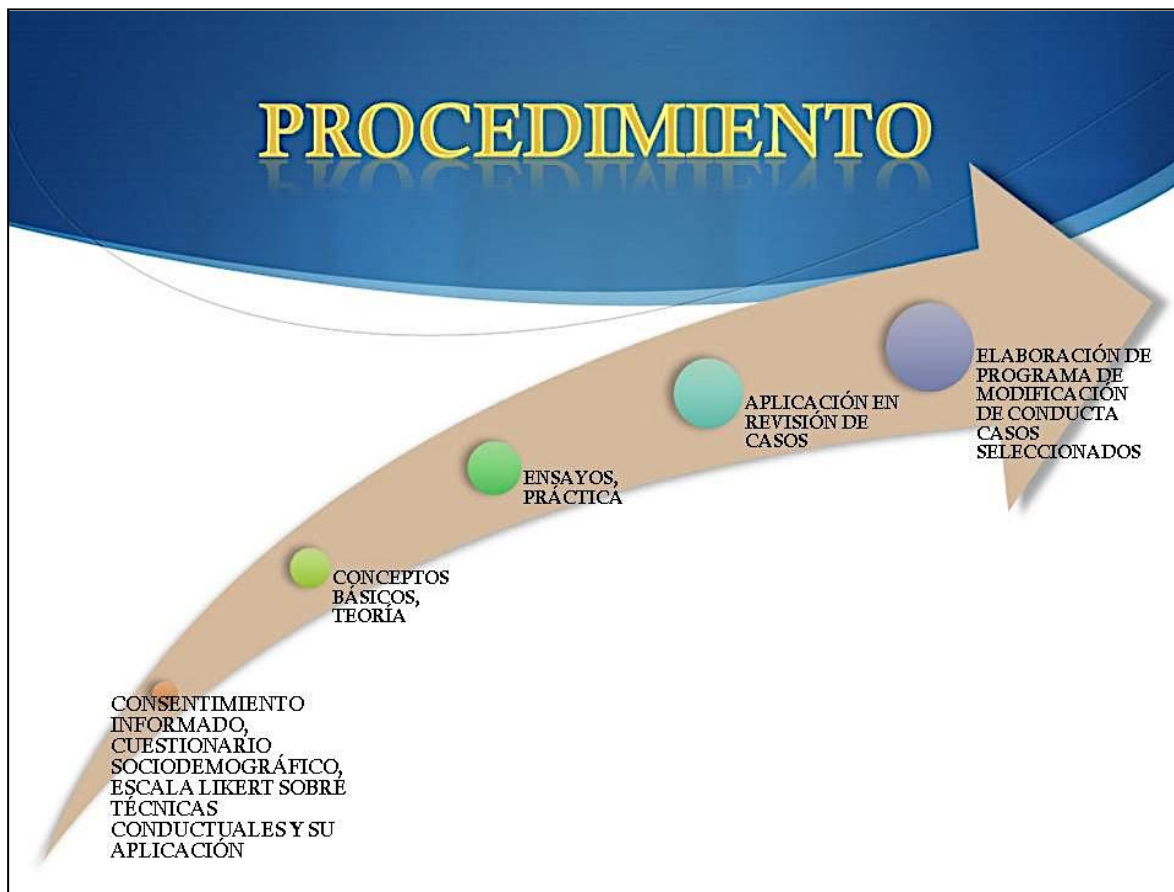 PROCEDIMIENTO
CONSENTIMIENTO
INFORMADO,
CUESTIONARIO
SOCIODEMOGRÁFICO,
ESCALA LIKERT SOBRE
TÉCNICAS
CONDUCTUALES Y SU
APLICACIÓN
CONCEPTOS
BÁSICOS,
TEORÍA
ENSAYOS,
PRÁCTICA
APLICACIÓN EN
REVISIÓN DE
CASOS
ELABORACIÓN DE
PROGRAMA DE
MODIFICACIÓN
DE CONDUCTA
CASOS
SELECCIONADOS